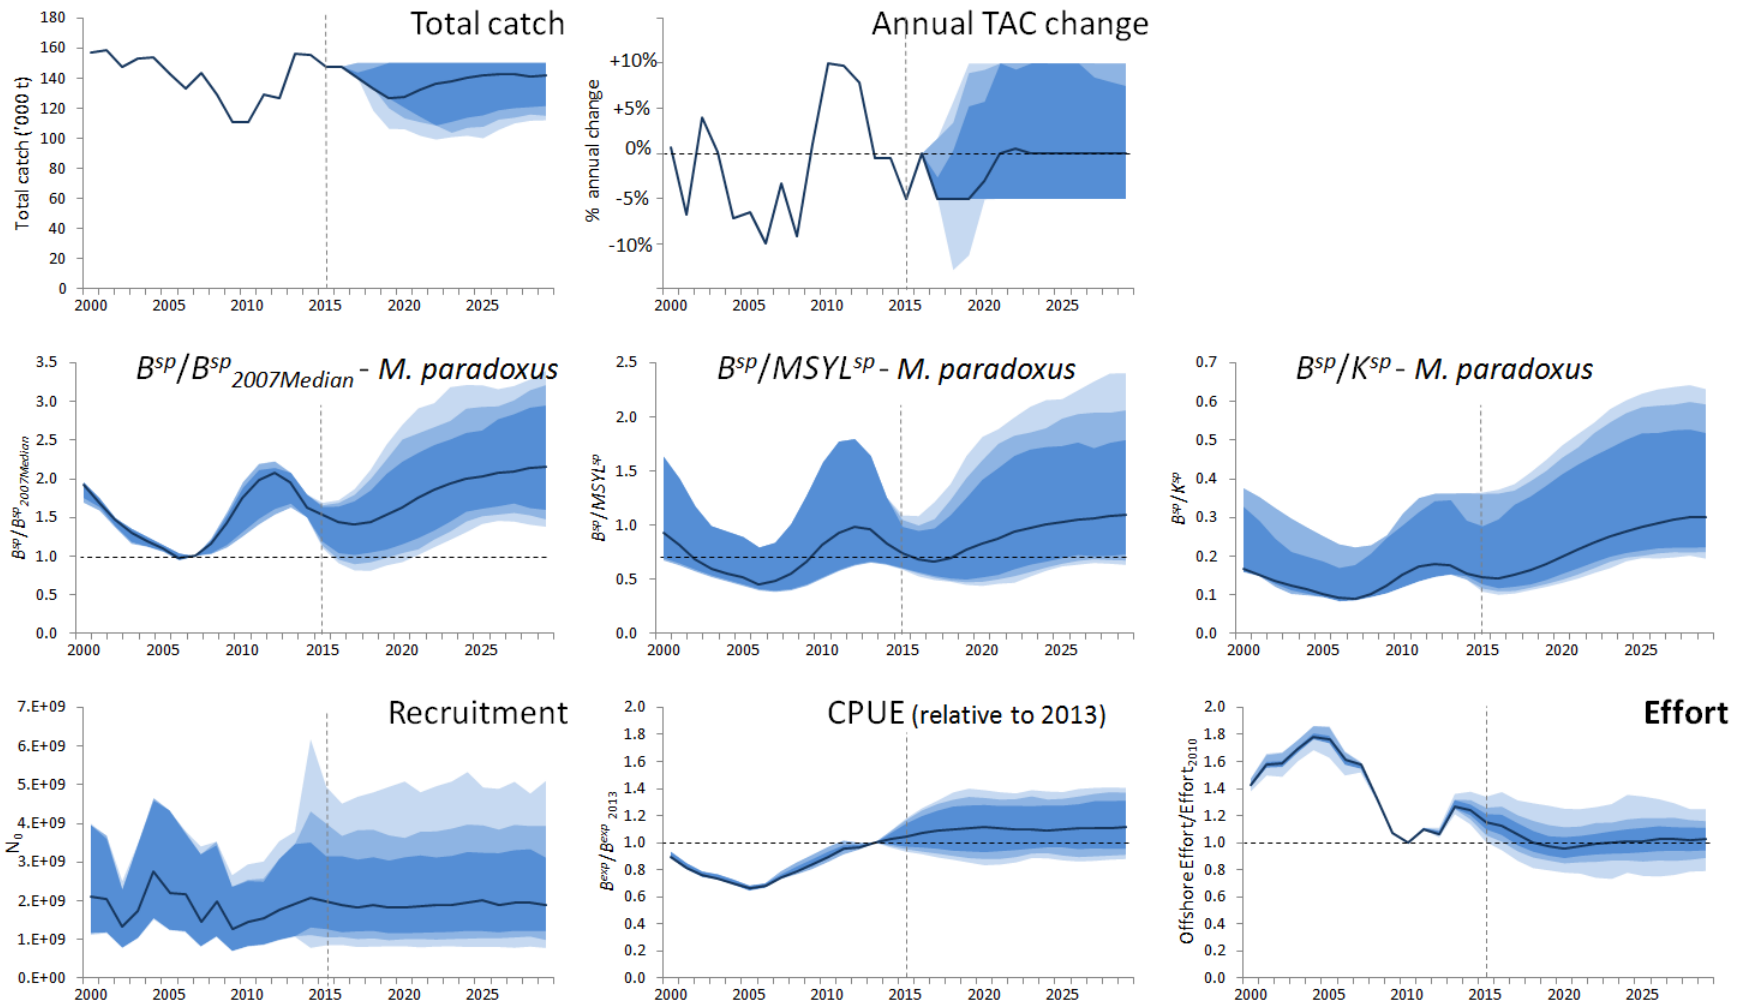 Total catch
Total catch ('000 t)
180
160
140
120
100
80
60
40
20
0
2000 2005 2010 2015 2020 2025
Annual TAC change
% annual change
+10%
+5%
0%
-5%
-10%
2000 2005 2010 2015 2020 2025
Bsp/Bsp2007Median - M. paradoxus
Bsp/Bsp2007Median
3.5
3.0
2.5
2.0
1.5
1.0
0.5
0.0
2000 2005 2010 2015 2020 2025
Bsp/MSYLsp - M. paradoxus
Bsp/MSYLsp
2.5
2.0
1.5
1.0
0.5
0.0
2000 2005 2010 2015 2020 2025
Bsp/Ksp - M. paradoxus
Bsp/Ksp
0.7
0.6
0.5
0.4
0.3
0.2
0.1
0.0
2000 2005 2010 2015 2020 2025
Recruitment
N0
7.E+09
6.E+09
5.E+09
4.E+09
3.E+09
2.E+09
1.E+09
0.E+00
2000 2005 2010 2015 2020 2025
CPUE (relative to 2013)
Bexp/Bexp2013
2.0
1.8
1.6
1.4
1.2
1.0
0.8
0.6
0.4
0.2
0.0
2000 2005 2010 2015 2020 2025
Effort
Offshore Effort/Effort2010
2.0
1.8
1.6
1.4
1.2
1.0
0.8
0.6
0.4
0.2
0.0
2000 2005 2010 2015 2020 2025